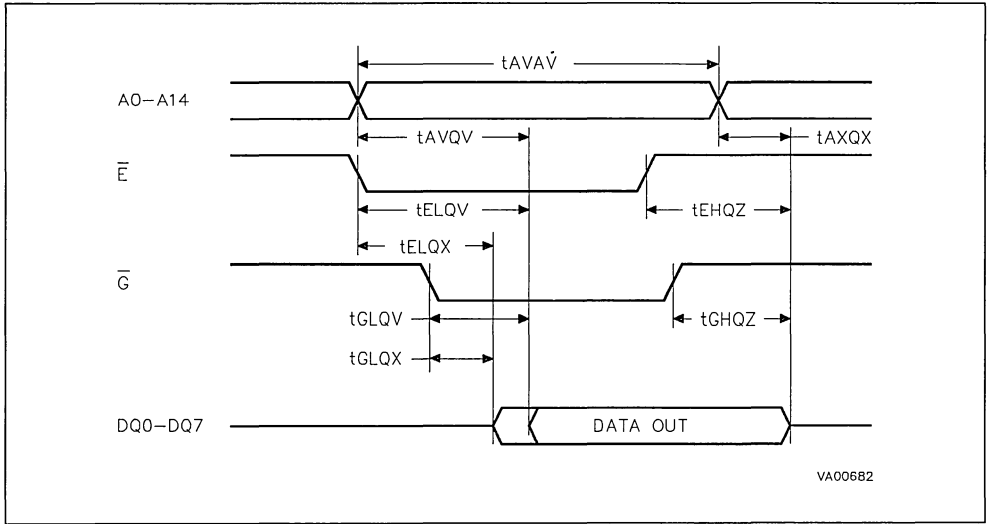 tAVAV
A0-A14
tAVQV
tAXQX
E
tELQV
tEHQZ
tELQX
G
tGLQV
tGHQZ
tGLQX
DQ0-DQ7
DATA OUT
VA00682